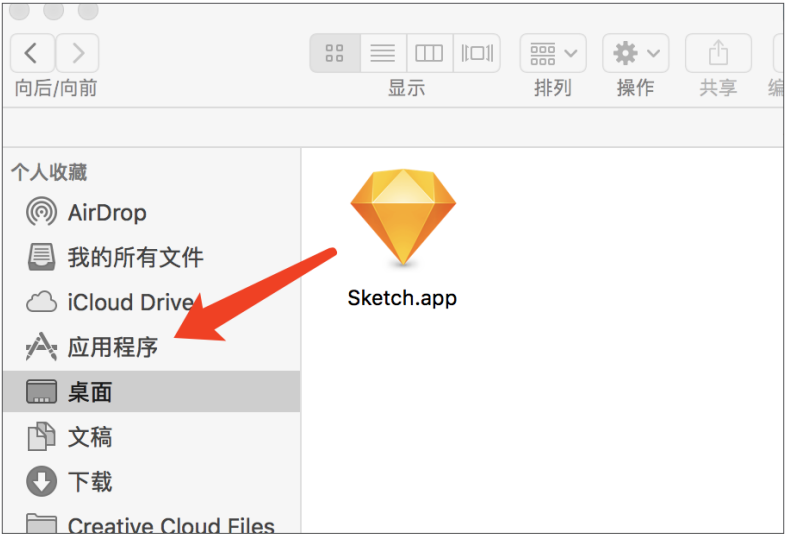 向后/向前
显示
排列
操作
共享
编
个人收藏
AirDrop
我的所有文件
iCloud Drive
应用程序
桌面
文稿
下载
Creative Cloud Files
Sketch.app